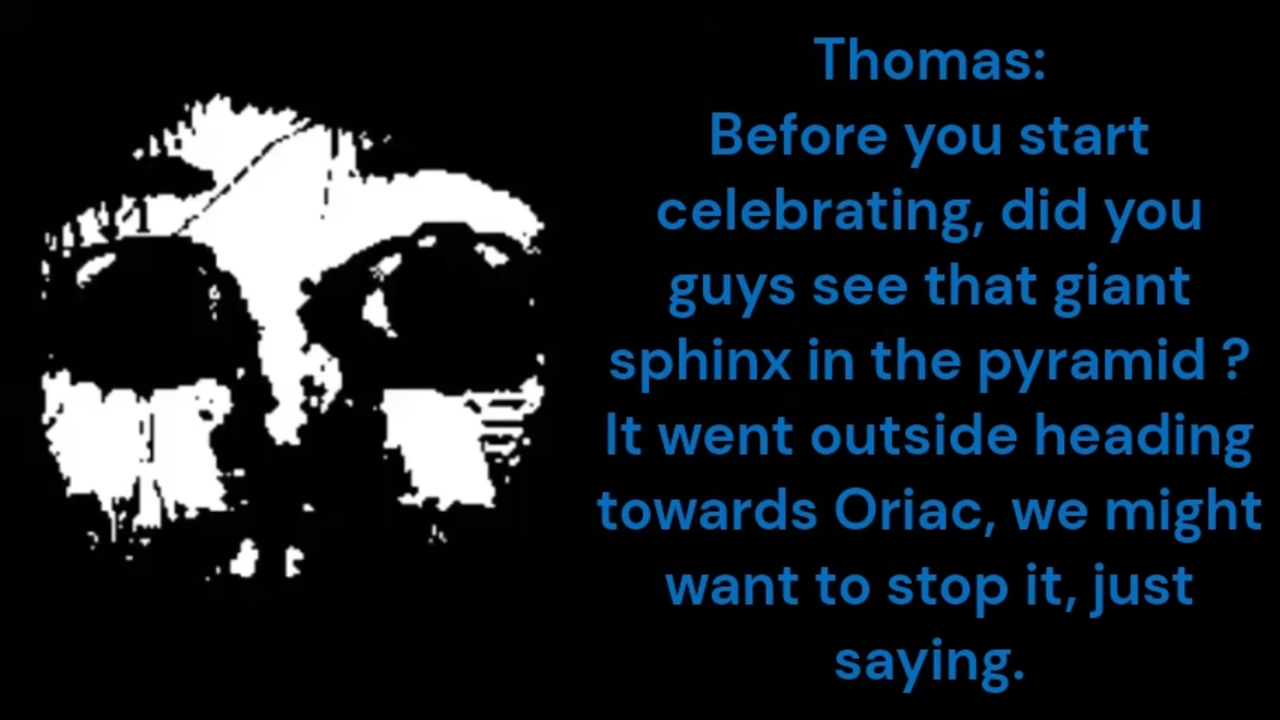 Thomas:
Before you start
celebrating, did you
guys see that giant
sphinx in the pyramid ?
It went outside heading
towards Oriac, we might
want to stop it, just
saying.